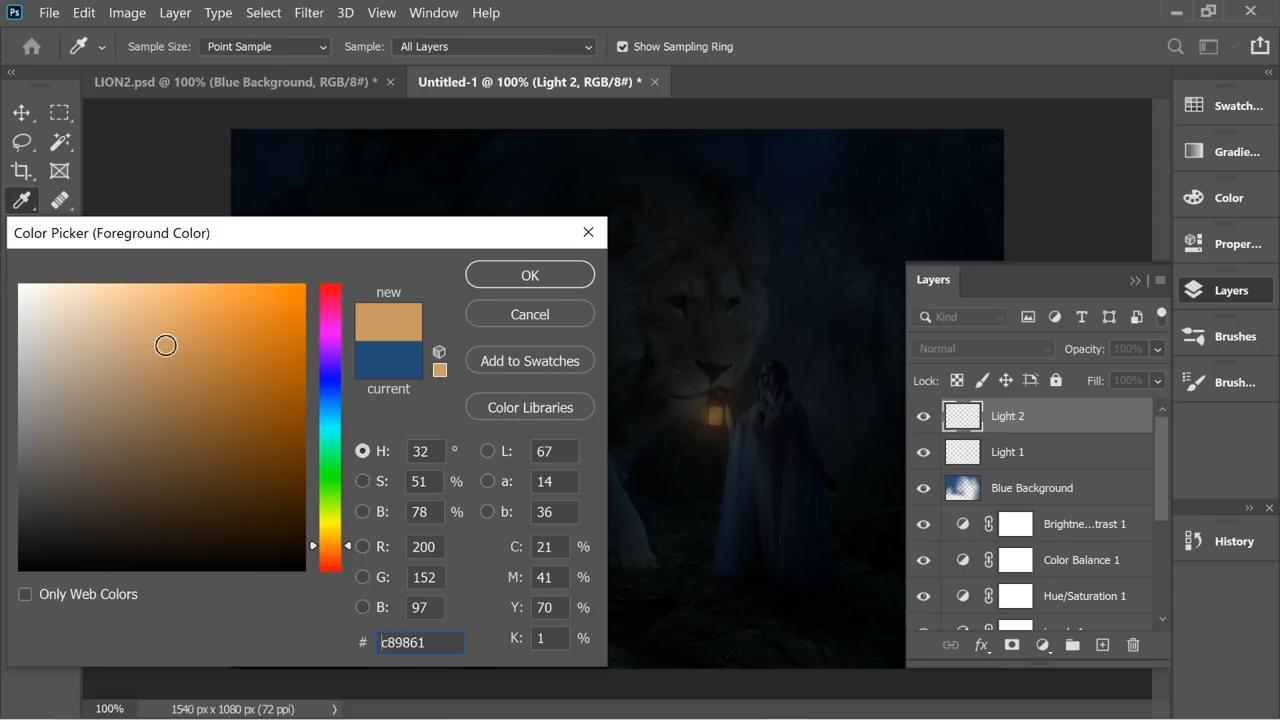 Ps File Edit Image Layer Type Select Filter 3D View Window Help
Sample Size: Point Sample Sample: All Layers Show Sampling Ring
LION2.psd @ 100% (Blue Background, RGB/8#) * × Untitled-1 @ 100% (Light 2, RGB/8#) * ×
Swatch...
Gradie...
Color
Proper...
Layers
Brushes
Brush...
History
Color Picker (Foreground Color)
new
current
OK
Cancel
Add to Swatches
Color Libraries
H: 32 ° L: 67
S: 51 % a: 14
B: 78 % b: 36
R: 200 C: 21 %
G: 152 M: 41 %
B: 97 Y: 70 %
# c89861 K: 1 %
Only Web Colors
Layers
Kind
Normal Opacity: 100%
Lock: Fill: 100%
Light 2
Light 1
Blue Background
Brightne...trast 1
Color Balance 1
Hue/Saturation 1
fx
100% 1540 px x 1080 px (72 ppi)